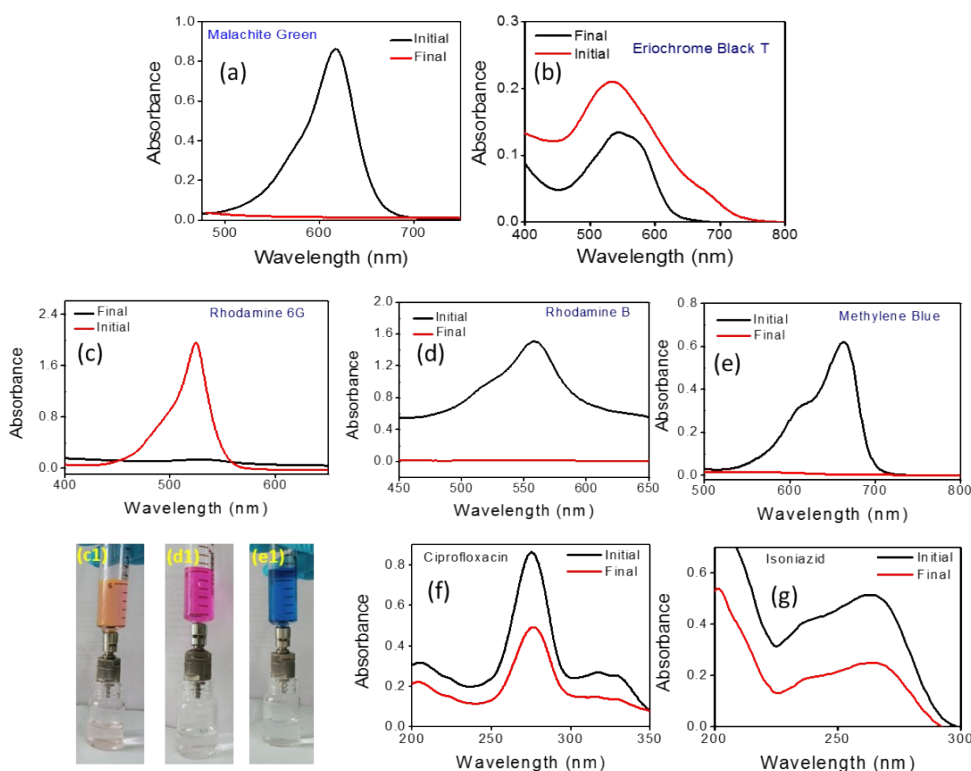 Malachite Green
Initial
Final
(a)
Absorbance
1.0
0.8
0.6
0.4
0.2
0.0
500
600
700
Wavelength (nm)
Final
Initial
Eriochrome Black T
(b)
Absorbance
0.3
0.2
0.1
0.0
400
500
600
700
800
Wavelength (nm)
Final
Initial
Rhodamine 6G
(c)
Absorbance
2.4
1.8
1.2
0.6
0.0
400
450
500
550
600
Wavelength (nm)
Initial
Final
Rhodamine B
(d)
Absorbance
2.0
1.5
1.0
0.5
0.0
450
500
550
600
650
Wavelength (nm)
Initial
Final
Methylene Blue
(e)
Absorbance
0.8
0.6
0.4
0.2
0.0
500
600
700
800
Wavelength (nm)
(c1)
(d1)
(e1)
Ciprofloxacin
Initial
Final
(f)
Absorbance
0.8
0.6
0.4
0.2
0.0
200
250
300
350
Wavelength (nm)
Isoniazid
Initial
Final
(g)
Absorbance
0.6
0.4
0.2
0.0
200
250
300
Wavelength (nm)